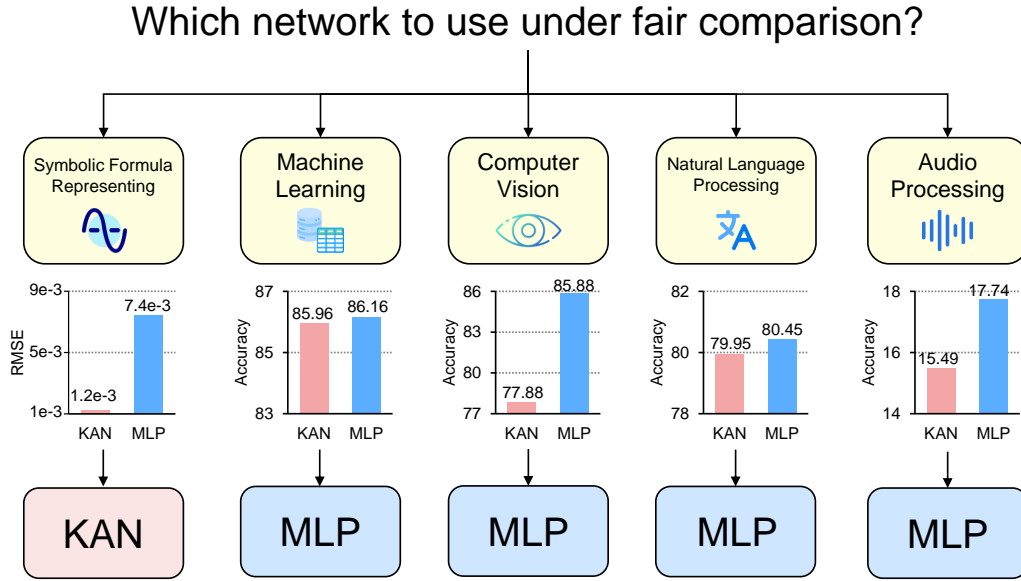 Which network to use under fair comparison?
Symbolic Formula
Representing
Machine
Learning
Computer
Vision
Natural Language
Processing
文A
Audio
Processing
RMSE
9e-3
5e-3
1e-3
1.2e-3
7.4e-3
KAN MLP
Accuracy
87
85
83
85.96
86.16
KAN MLP
Accuracy
86
83
80
77
77.88
85.88
KAN MLP
Accuracy
82
80
78
79.95
80.45
KAN MLP
Accuracy
18
16
14
15.49
17.74
KAN MLP
KAN
MLP
MLP
MLP
MLP